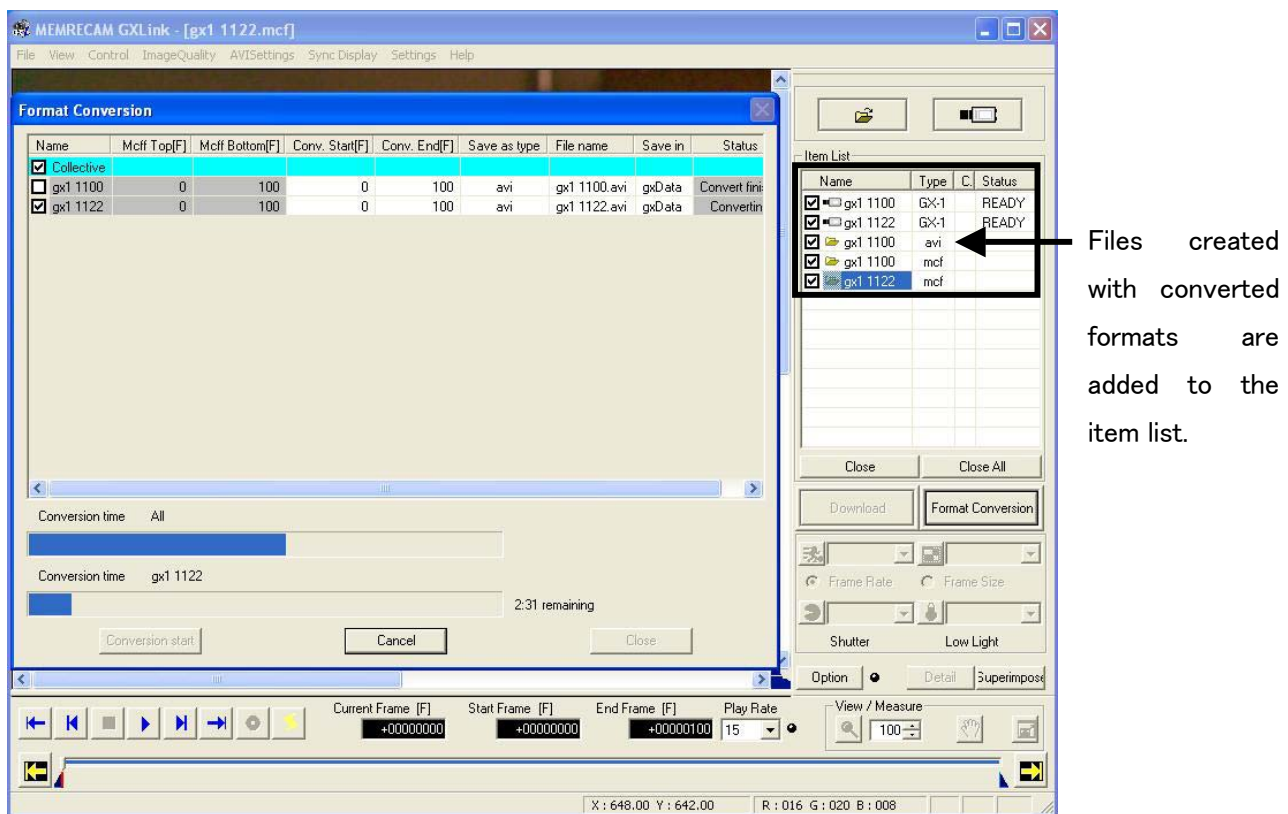 MEMRECAM GXLink - [gx1 1122.mcf]
File View Control ImageQuality AVISettings Sync Display Settings Help
Format Conversion
Name Mcff Top[F] Mcff Bottom[F] Conv. Start[F] Conv. End[F] Save as type File name Save in Status
Collective
gx1 1100 0 100 0 100 avi gx1 1100.avi gxData Convert fini
gx1 1122 0 100 0 100 avi gx1 1122.avi gxData Convertin
Conversion time All
Conversion time gx1 1122
2:31 remaining
Conversion start Cancel Close
Item List
Name Type C. Status
gx1 1100 GX-1 READY
gx1 1122 GX-1 READY
gx1 1100 avi
gx1 1100 mcf
gx1 1122 mcf
Close Close All
Download Format Conversion
Frame Rate Frame Size
Shutter Low Light
Option Detail Superimpose
Current Frame [F] Start Frame [F] End Frame [F] Play Rate View / Measure
+00000000 +00000000 +00000100 15 100
X : 648.00 Y : 642.00 R : 016 G : 020 B : 008
Files created
with converted
formats are
added to the
item list.